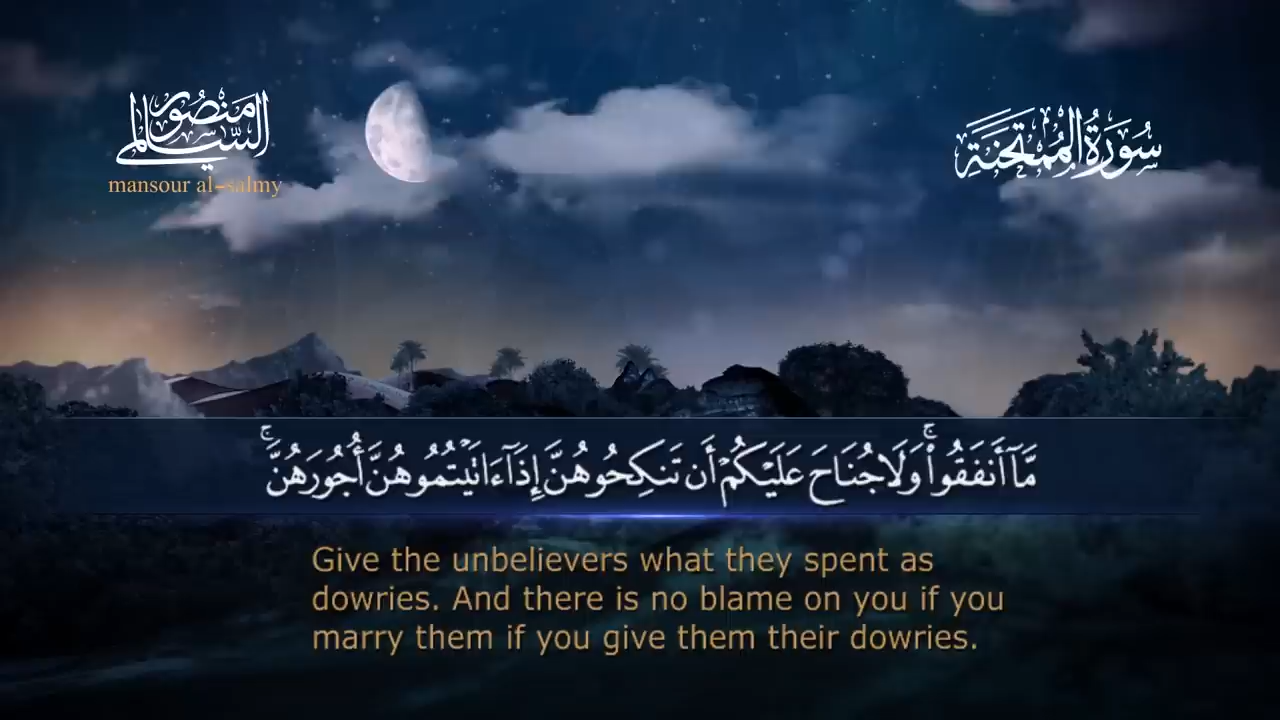 منصور السالمي
mansour al-salmy
سُورَةُ المُمْتَحَنَةِ
مَّآ أَنفَقُوا۟ ۚ وَلَا جُنَاحَ عَلَيْكُمْ أَن تَنكِحُوهُنَّ إِذَآ ءَاتَيْتُمُوهُنَّ أُجُورَهُنَّ ۚ
Give the unbelievers what they spent as
dowries. And there is no blame on you if you
marry them if you give them their dowries.